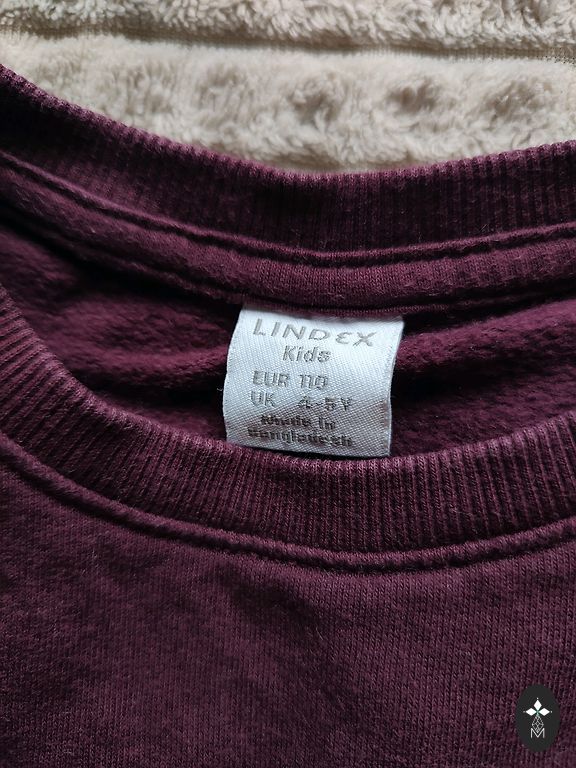 LINDEX
Kids
EUR 110
UK 4-5Y
Made in
Bangladesh